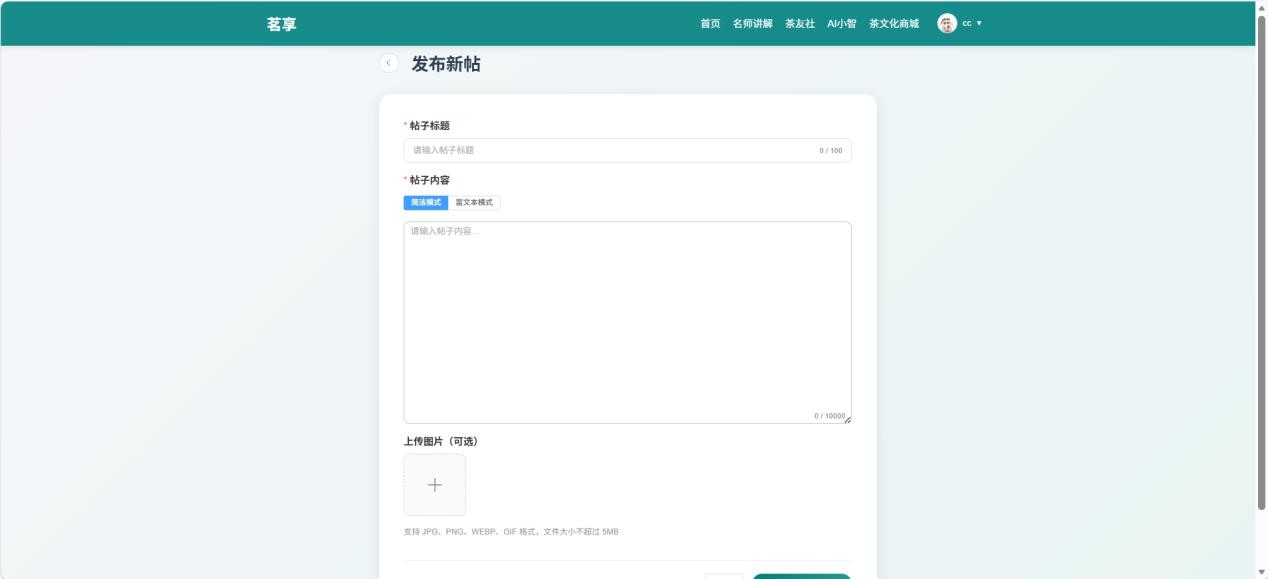 茗享
首页 名师讲解 茶友社 AI小智 茶文化商城 cc ▼
发布新帖
* 帖子标题
请输入帖子标题 0 / 100
* 帖子内容
简洁模式 富文本模式
请输入帖子内容...
0 / 10000
上传图片（可选）
支持 JPG、PNG、WEBP、GIF 格式，文件大小不超过 5MB